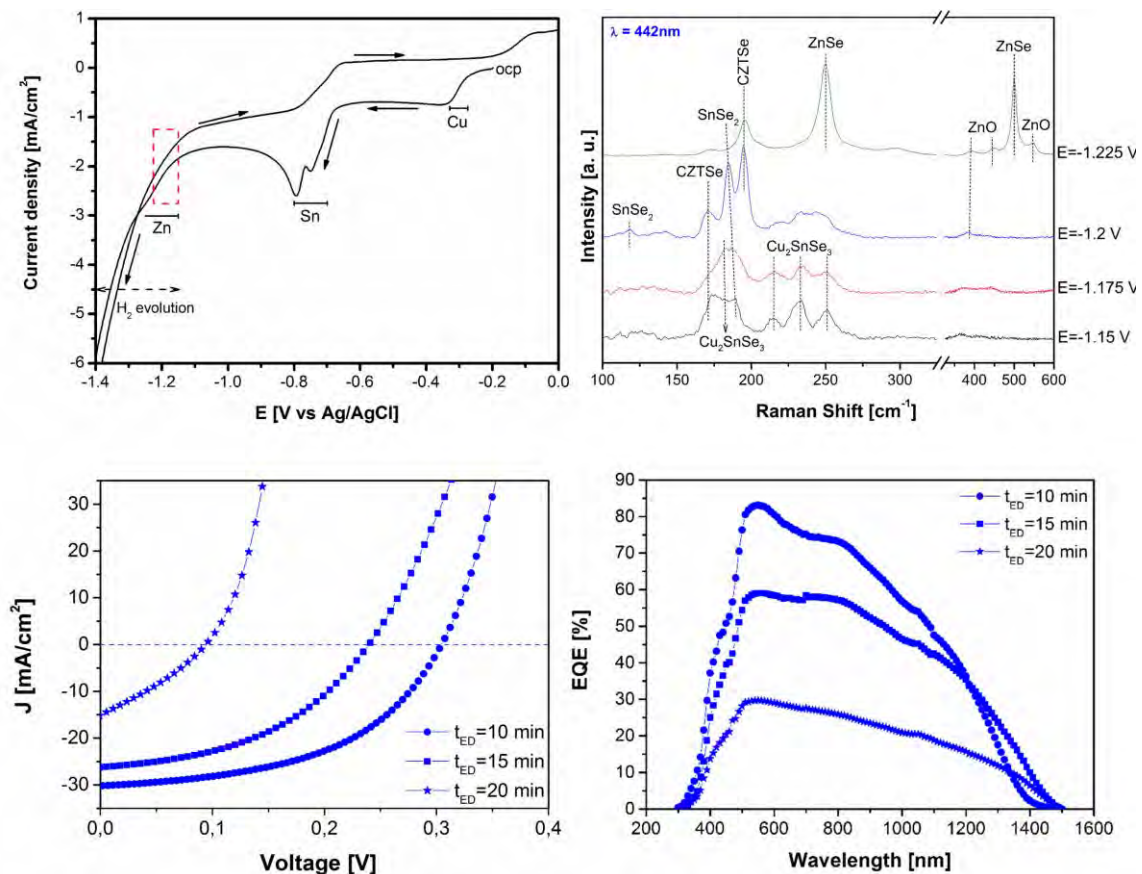 1
0
-1
-2
-3
-4
-5
-6
Current density [mA/cm²]
ocp
Cu
Sn
Zn
H₂ evolution
-1.4
-1.2
-1.0
-0.8
-0.6
-0.4
-0.2
0.0
E [V vs Ag/AgCl]
λ = 442nm
Intensity [a. u.]
CZTSe
ZnSe
ZnSe
ZnO
ZnO
E=-1.225 V
SnSe₂
CZTSe
SnSe₂
E=-1.2 V
Cu₂SnSe₃
E=-1.175 V
Cu₂SnSe₃
E=-1.15 V
100
150
200
250
300
400
500
600
Raman Shift [cm⁻¹]
30
20
10
0
-10
-20
-30
J [mA/cm²]
t_ED=10 min
t_ED=15 min
t_ED=20 min
0,0
0,1
0,2
0,3
0,4
Voltage [V]
90
80
70
60
50
40
30
20
10
0
EQE [%]
t_ED=10 min
t_ED=15 min
t_ED=20 min
200
400
600
800
1000
1200
1400
1600
Wavelength [nm]